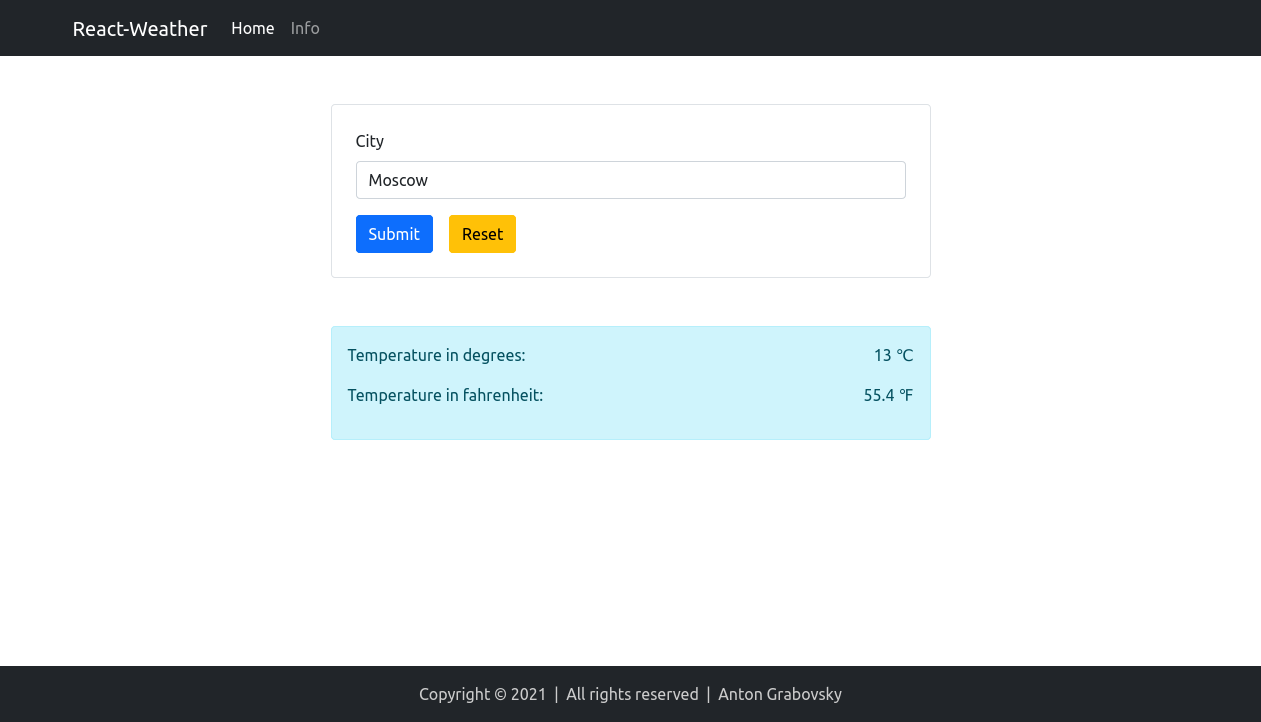 React-Weather Home Info
City
Moscow
Submit Reset
Temperature in degrees: 13 ℃
Temperature in fahrenheit: 55.4 ℉
Copyright © 2021 | All rights reserved | Anton Grabovsky